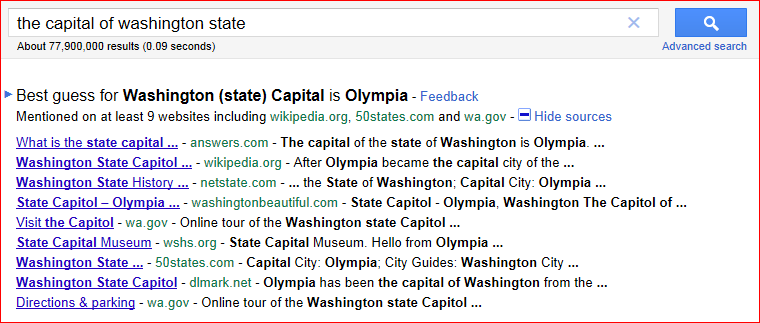 the capital of washington state
About 77,900,000 results (0.09 seconds)
Advanced search
Best guess for Washington (state) Capital is Olympia - Feedback
Mentioned on at least 9 websites including wikipedia.org, 50states.com and wa.gov - Hide sources
What is the state capital ... - answers.com - The capital of the state of Washington is Olympia. ...
Washington State Capitol ... - wikipedia.org - After Olympia became the capital city of the ...
Washington State History ... - netstate.com - ... the State of Washington; Capital City: Olympia ...
State Capitol – Olympia ... - washingtonbeautiful.com - State Capitol - Olympia, Washington The Capitol of ...
Visit the Capitol - wa.gov - Online tour of the Washington state Capitol ...
State Capital Museum - wshs.org - State Capital Museum. Hello from Olympia ...
Washington State ... - 50states.com - Capital City: Olympia; City Guides: Washington City ...
Washington State Capitol - dlmark.net - Olympia has been the capital of Washington from the ...
Directions & parking - wa.gov - Online tour of the Washington state Capitol ...